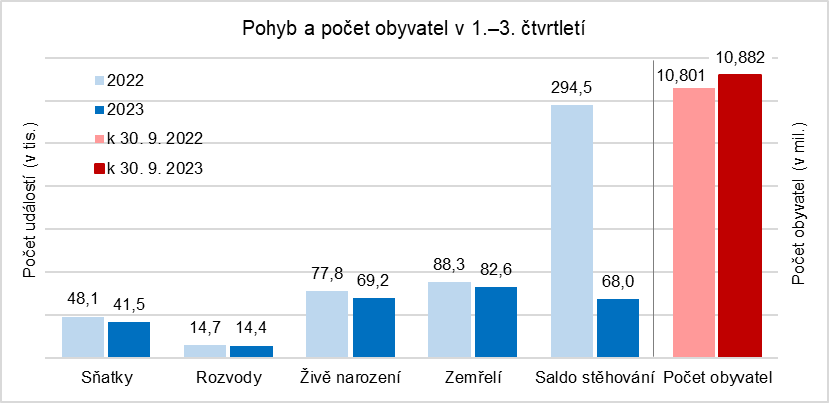 Pohyb a počet obyvatel v 1.–3. čtvrtletí
Počet událostí (v tis.)
2022
2023
k 30. 9. 2022
k 30. 9. 2023
48,1
41,5
14,7
14,4
77,8
69,2
88,3
82,6
294,5
68,0
10,801
10,882
Počet obyvatel (v mil.)
Sňatky
Rozvody
Živě narození
Zemřelí
Saldo stěhování
Počet obyvatel